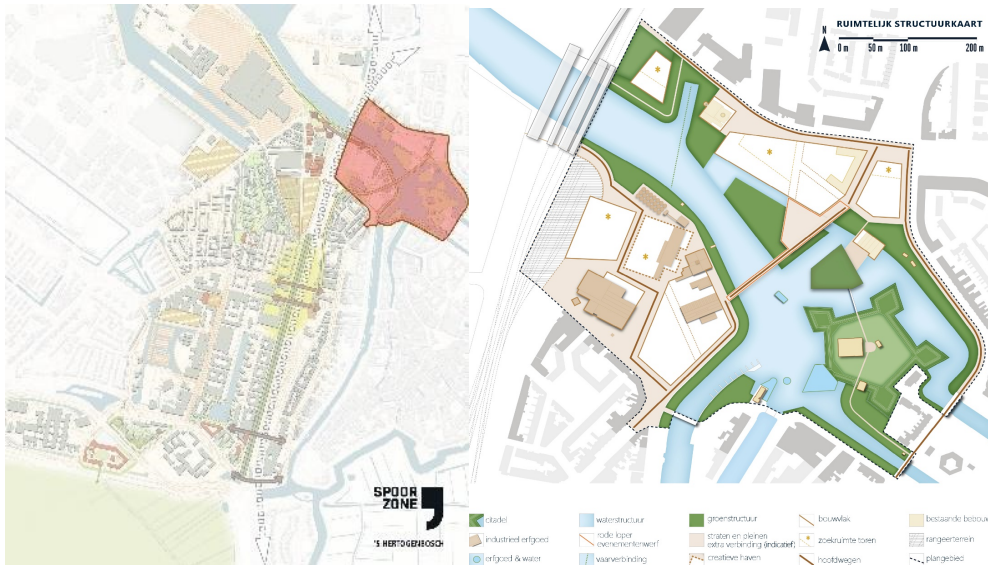 SPOOR
ZONE
'S HERTOGENBOSCH
RUIMTELIJK STRUCTUURKAART
N
0 m 50 m 100 m 200 m
citadel
waterstructuur
groenstructuur
bouwvlak
bestaande bebouw
industrieel erfgoed
rode loper
evenementenwerf
straten en pleinen
extra verbinding (indicatief)
zoekruimte toren
rangeerterrein
erfgoed & water
vaarverbinding
creatieve haven
hoofdwegen
plangebied